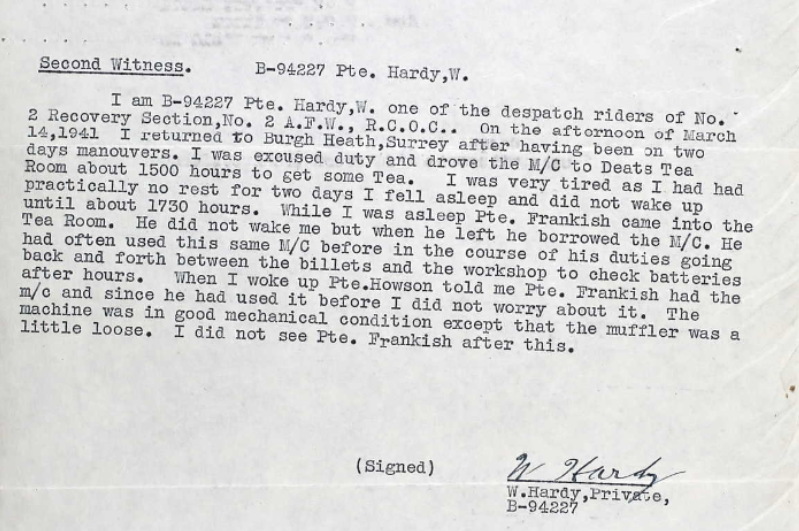 Second Witness. B-94227 Pte. Hardy,W.
I am B-94227 Pte. Hardy,W. one of the despatch riders of No.
2 Recovery Section,No. 2 A.F.W., R.C.O.C.. On the afternoon of March
14,1941 I returned to Burgh Heath,Surrey after having been on two
days manouvers. I was excused duty and drove the M/C to Deats Tea
Room about 1500 hours to get some Tea. I was very tired as I had had
practically no rest for two days I fell asleep and did not wake up
until about 1730 hours. While I was asleep Pte. Frankish came into the
Tea Room. He did not wake me but when he left he borrowed the M/C. He
had often used this same M/C before in the course of his duties going
back and forth between the billets and the workshop to check batteries
after hours. When I woke up Pte.Howson told me Pte. Frankish had the
m/c and since he had used it before I did not worry about it. The
machine was in good mechanical condition except that the muffler was a
little loose. I did not see Pte. Frankish after this.
(Signed) W Hardy
W.Hardy,Private,
B-94227